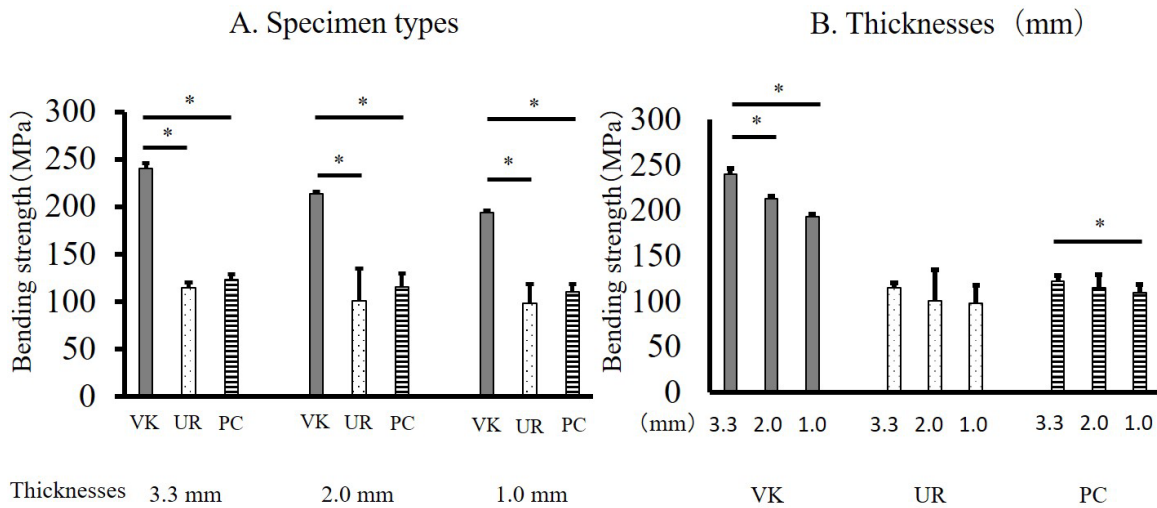 A. Specimen types
Bending strength(MPa)
300
250
200
150
100
50
0
* * * * * *
VK UR PC VK UR PC VK UR PC
Thicknesses 3.3 mm 2.0 mm 1.0 mm
B. Thicknesses (mm)
Bending strength(MPa)
300
250
200
150
100
50
0
* * *
(mm) 3.3 2.0 1.0 3.3 2.0 1.0 3.3 2.0 1.0
VK UR PC